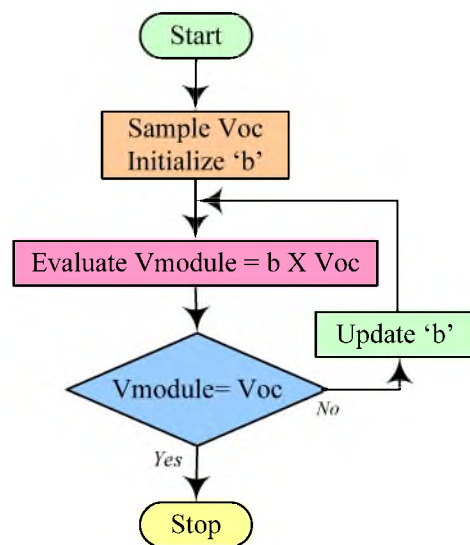 Start
Sample Voc
Initialize ‘b’
Evaluate Vmodule = b X Voc
Update ‘b’
Vmodule= Voc
No
Yes
Stop